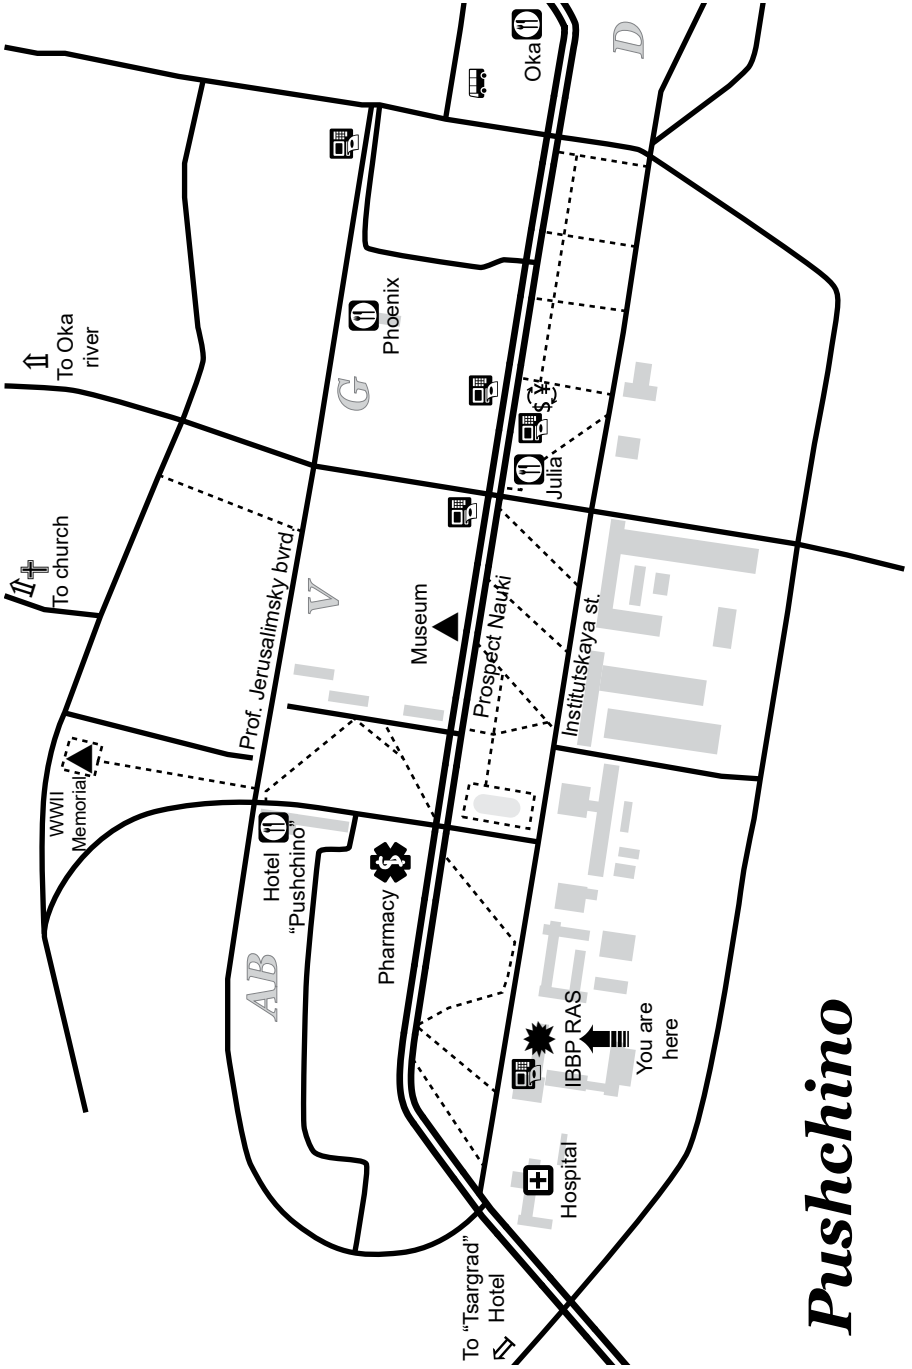 To church
To Oka
river
WWII
Memorial
Prof. Jerusalimsky bvrd.
Hotel
“Pushchino”
AB
V
G
D
Phoenix
Oka
Museum
Pharmacy
$
Prospect Nauki
Julia
$ ¥
Institutskaya st.
IBBP RAS
You are
here
Hospital
To “Tsargrad”
Hotel
Pushchino